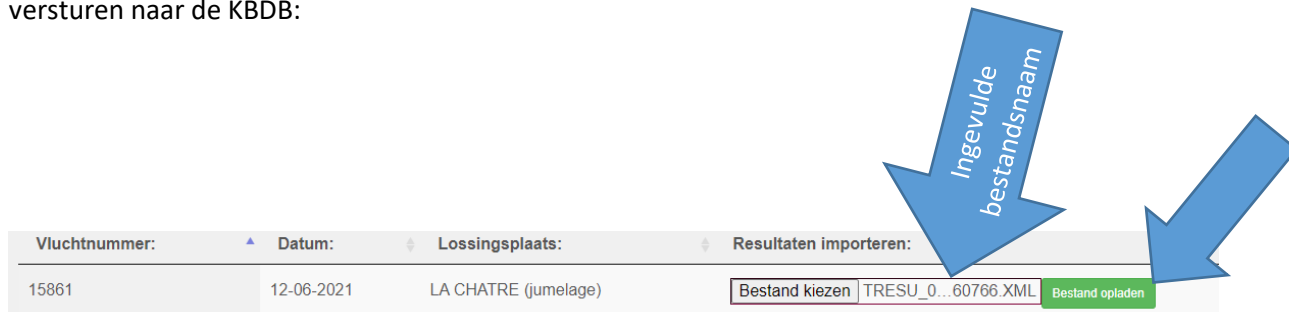 versturen naar de KBDB:
Ingevulde
bestandsnaam
Vluchtnummer: Datum: Lossingsplaats: Resultaten importeren:
15861 12-06-2021 LA CHATRE (jumelage) Bestand kiezen TRESU_0...60766.XML Bestand opladen